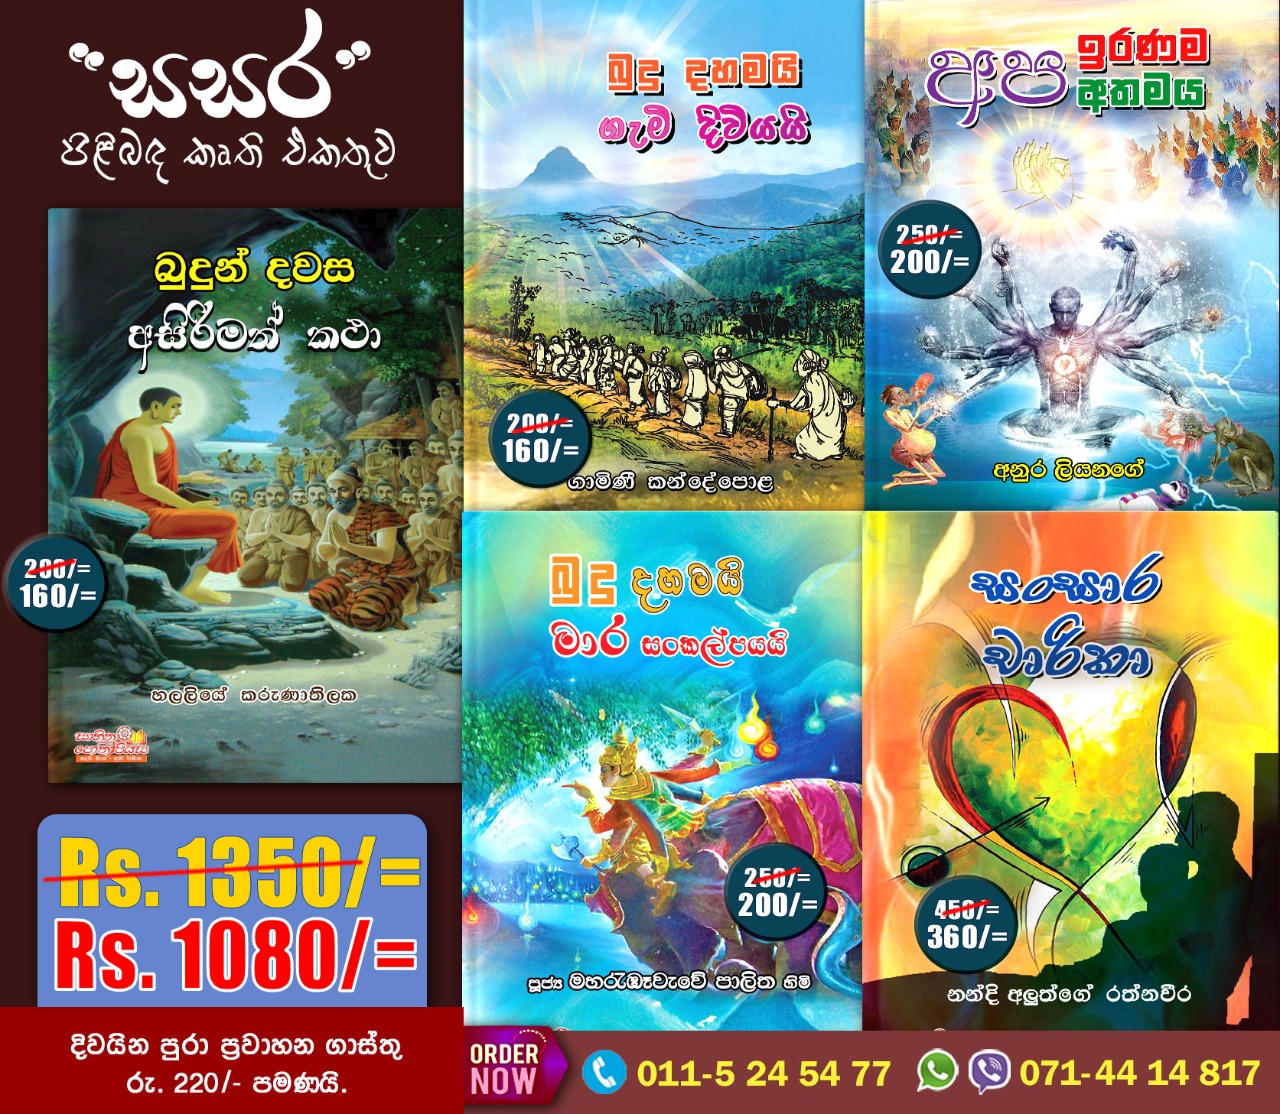 "සසර"
පිළිබඳ කෘති එකතුව
බුදුන් දවස
අසිරිමත් කථා
200/=
160/=
හලලියේ කරුණාතිලක
Rs. 1350/=
Rs. 1080/=
දිවයින පුරා ප්‍රවාහන ගාස්තු
රු. 220/- පමණයි.
බුදු දහමයි
ගැමි දිවියයි
200/=
160/=
ගාමිණී කන්දේපොළ
අප ඉරණම
අතමය
250/=
200/=
අනුර ලියනගේ
බුදු දහමයි
මාර සංකල්පයයි
250/=
200/=
පූජ්‍ය මහරැඹෑවැවේ පාලිත හිමි
සංසාර
චාරිකා
450/=
360/=
නන්දි අලුත්ගේ රත්නවීර
ORDER
NOW
011-5 24 54 77
071-44 14 817